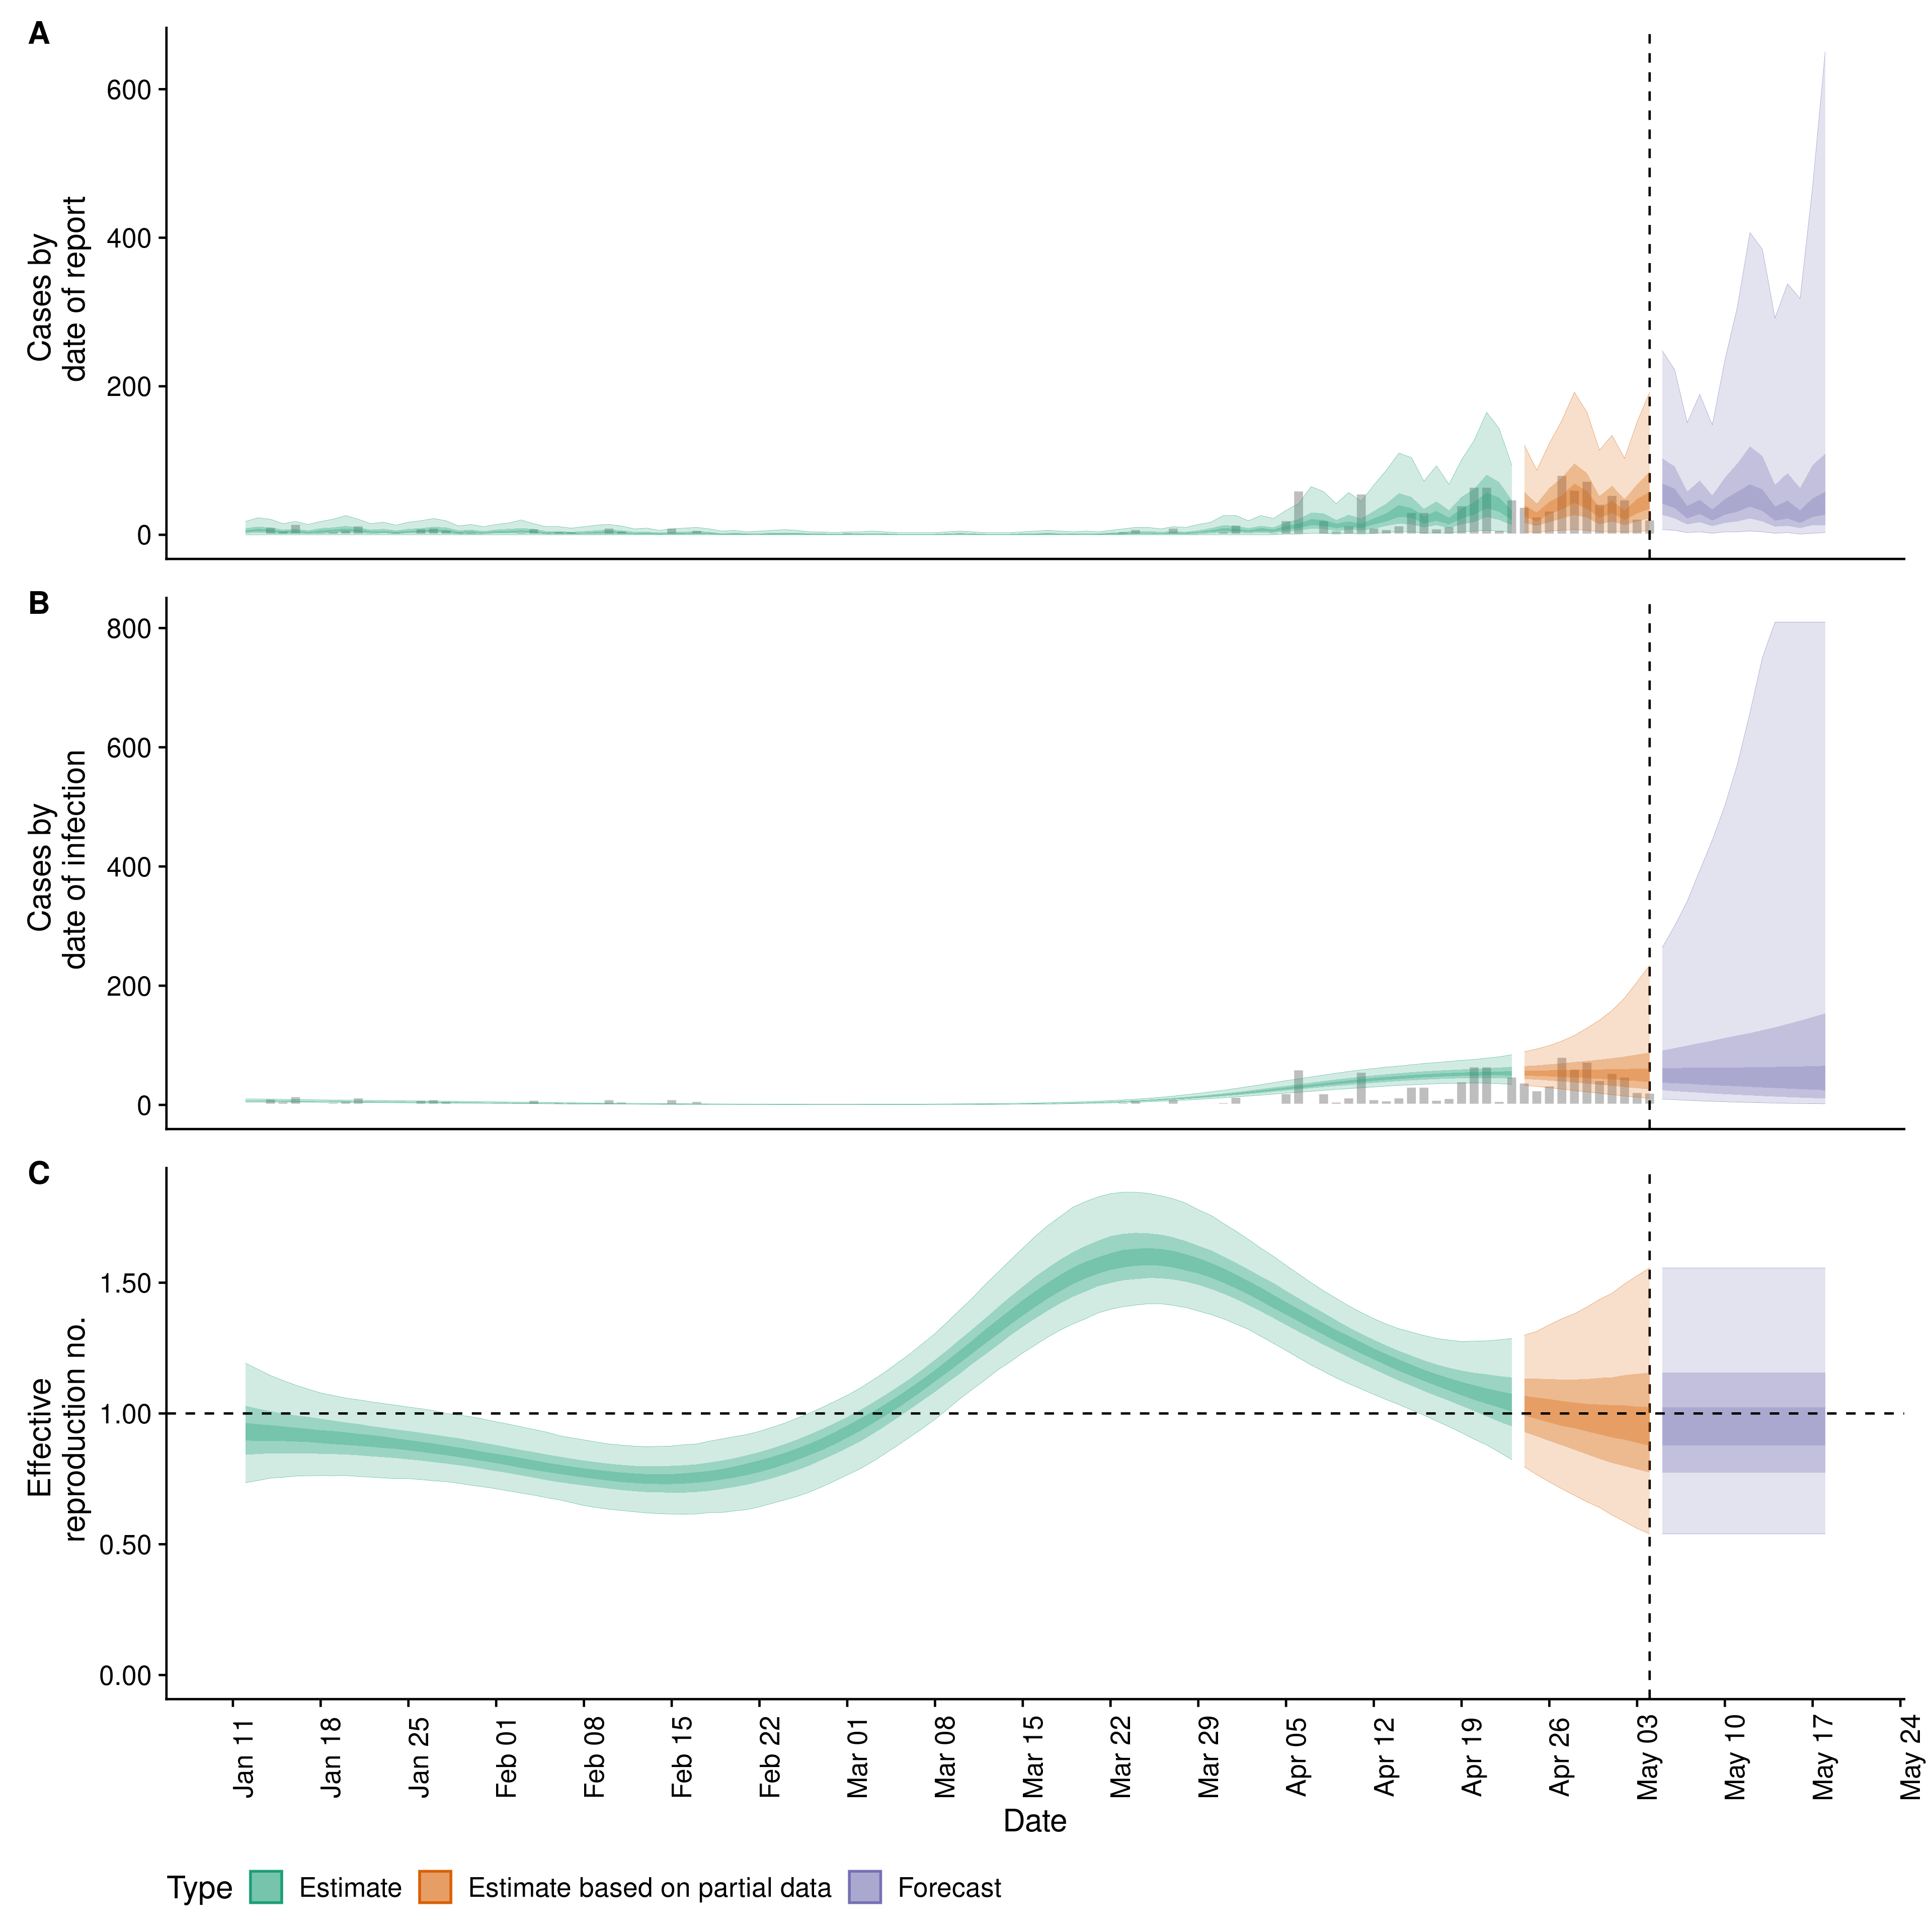 A
Cases by
date of report
600
400
200
0
B
Cases by
date of infection
800
600
400
200
0
C
Effective
reproduction no.
1.50
1.00
0.50
0.00
Jan 11
Jan 18
Jan 25
Feb 01
Feb 08
Feb 15
Feb 22
Mar 01
Mar 08
Mar 15
Mar 22
Mar 29
Apr 05
Apr 12
Apr 19
Apr 26
May 03
May 10
May 17
May 24
Date
Type Estimate Estimate based on partial data Forecast